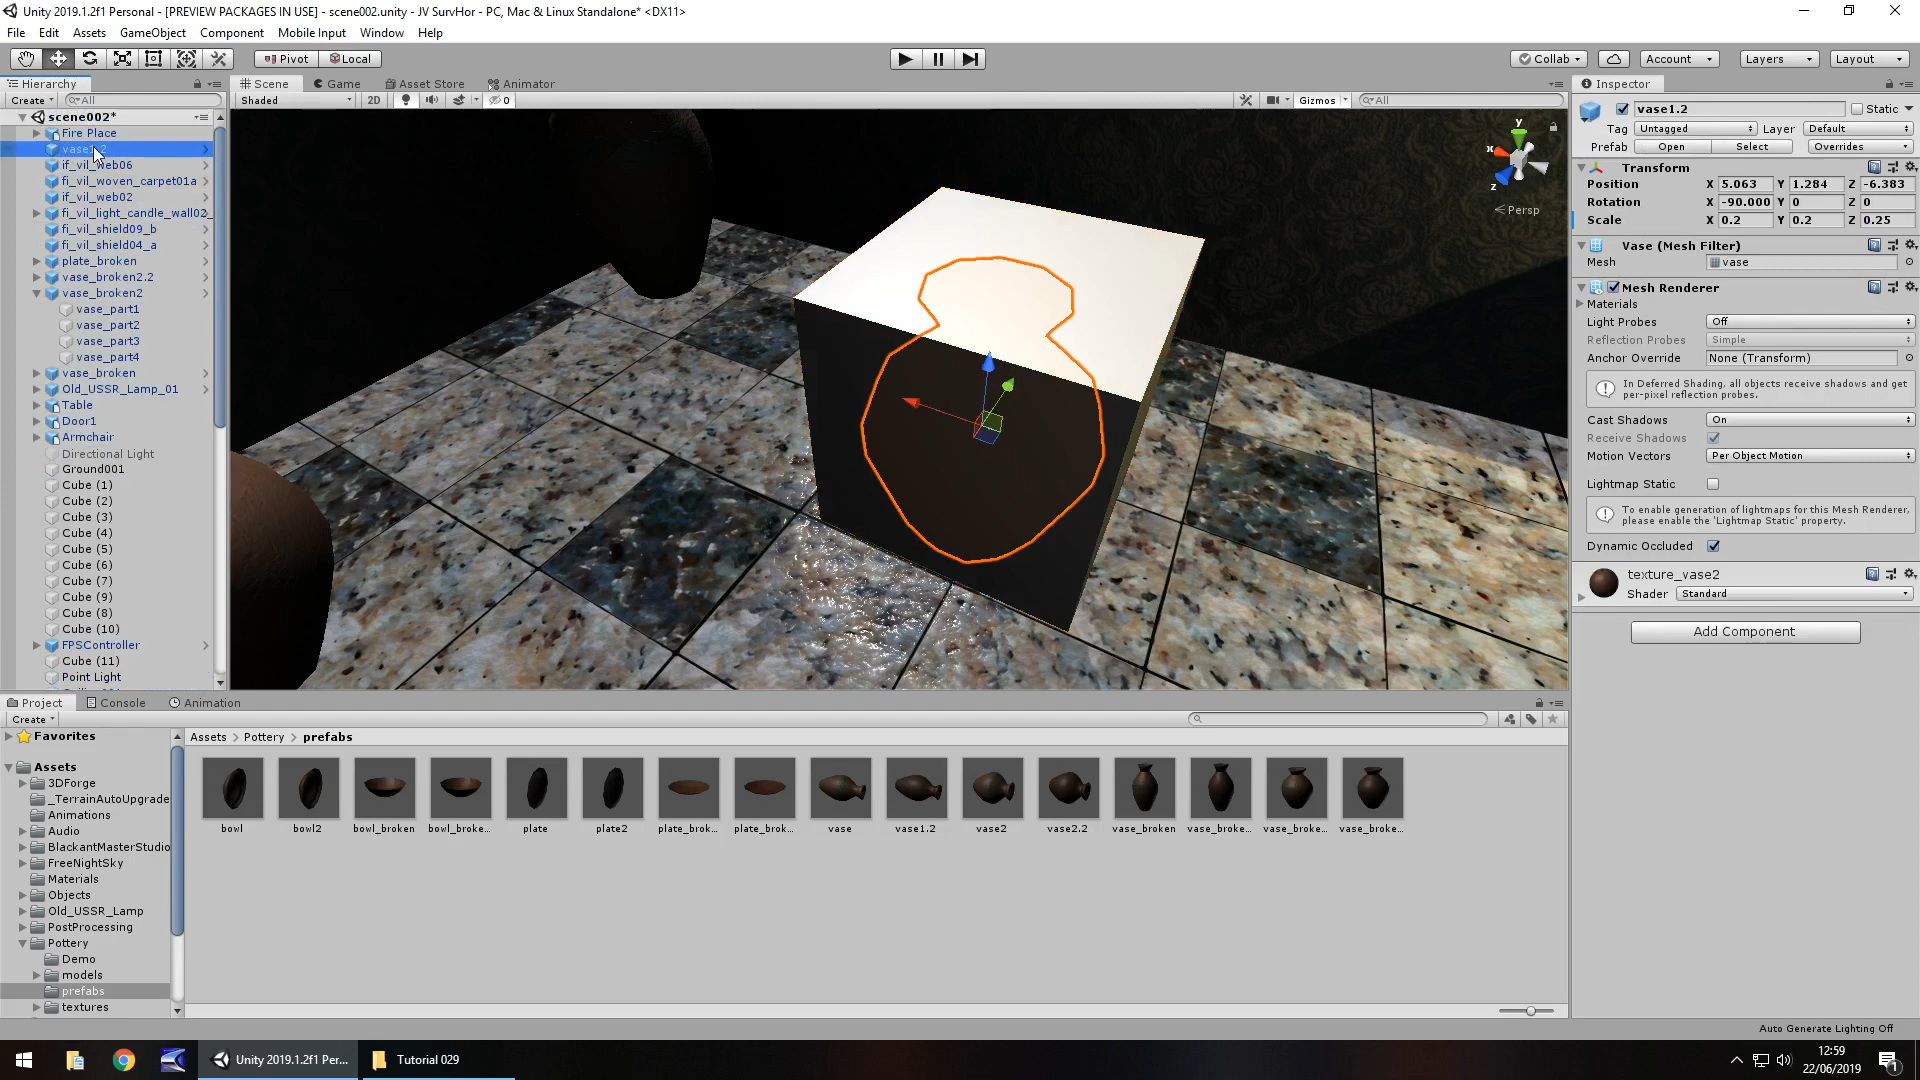 Unity 2019.1.2f1 Personal - [PREVIEW PACKAGES IN USE] - scene002.unity - JV SurvHor - PC, Mac & Linux Standalone* <DX11>
File Edit Assets GameObject Component Mobile Input Window Help
Pivot Local Collab Account Layers Layout
Hierarchy
Create All
scene002*
Fire Place
vase1.2
if_vil_web06
fi_vil_woven_carpet01a
if_vil_web02
fi_vil_light_candle_wall02_
fi_vil_shield09_b
fi_vil_shield04_a
plate_broken
vase_broken2.2
vase_broken2
vase_part1
vase_part2
vase_part3
vase_part4
vase_broken
Old_USSR_Lamp_01
Table
Door1
Armchair
Directional Light
Ground001
Cube (1)
Cube (2)
Cube (3)
Cube (4)
Cube (5)
Cube (6)
Cube (7)
Cube (9)
Cube (8)
Cube (10)
FPSController
Cube (11)
Point Light
Scene Game Asset Store Animator
Shaded 2D 0 Gizmos All
y
x
z
Persp
Inspector
vase1.2 Static
Tag Untagged Layer Default
Prefab Open Select Overrides
Transform
Position X 5.063 Y 1.284 Z -6.383
Rotation X -90.000 Y 0 Z 0
Scale X 0.2 Y 0.2 Z 0.25
Vase (Mesh Filter)
Mesh vase
Mesh Renderer
Materials
Light Probes Off
Reflection Probes Simple
Anchor Override None (Transform)
In Deferred Shading, all objects receive shadows and get
per-pixel reflection probes.
Cast Shadows On
Receive Shadows
Motion Vectors Per Object Motion
Lightmap Static
To enable generation of lightmaps for this Mesh Renderer,
please enable the 'Lightmap Static' property.
Dynamic Occluded
texture_vase2
Shader Standard
Add Component
Project Console Animation
Create
Favorites
Assets
3DForge
_TerrainAutoUpgrade
Animations
Audio
BlackantMasterStudio
FreeNightSky
Materials
Objects
Old_USSR_Lamp
PostProcessing
Pottery
Demo
models
prefabs
textures
Assets > Pottery > prefabs
bowl bowl2 bowl_broken bowl_broke... plate plate2 plate_brok... plate_brok... vase vase1.2 vase2 vase2.2 vase_broken vase_broke... vase_broke... vase_broke...
Auto Generate Lighting Off
Unity 2019.1.2f1 Per... Tutorial 029
12:59
22/06/2019
1